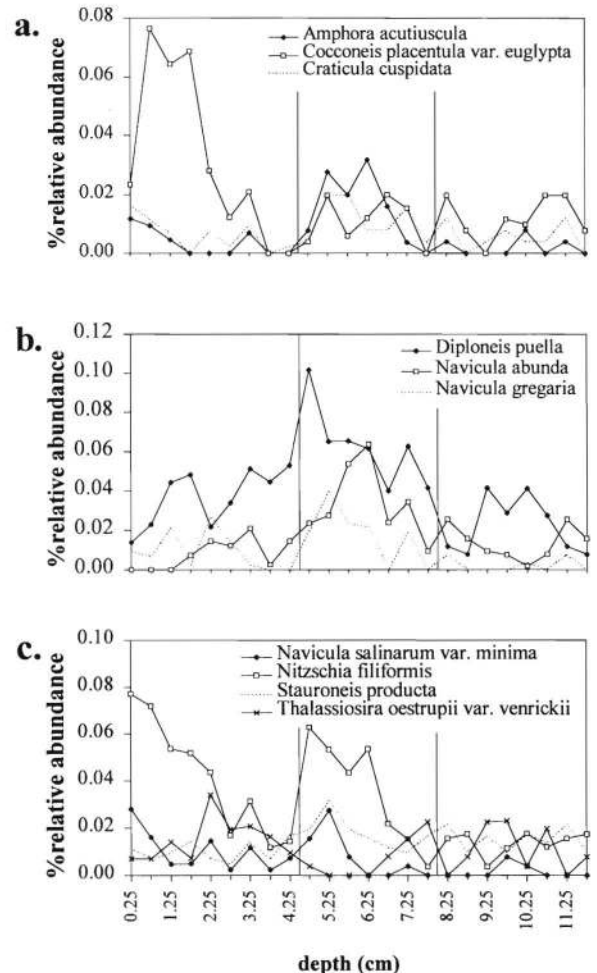 a.
Amphora acutiuscula
Cocconeis placentula var. euglypta
Craticula cuspidata
%relative abundance
0.08
0.06
0.04
0.02
0.00
b.
Diploneis puella
Navicula abunda
Navicula gregaria
%relative abundance
0.12
0.10
0.08
0.06
0.04
0.02
0.00
c.
Navicula salinarum var. minima
Nitzschia filiformis
Stauroneis producta
Thalassiosira oestrupii var. venrickii
%relative abundance
0.10
0.08
0.06
0.04
0.02
0.00
0.25
1.25
2.25
3.25
4.25
5.25
6.25
7.25
8.25
9.25
10.25
11.25
depth (cm)